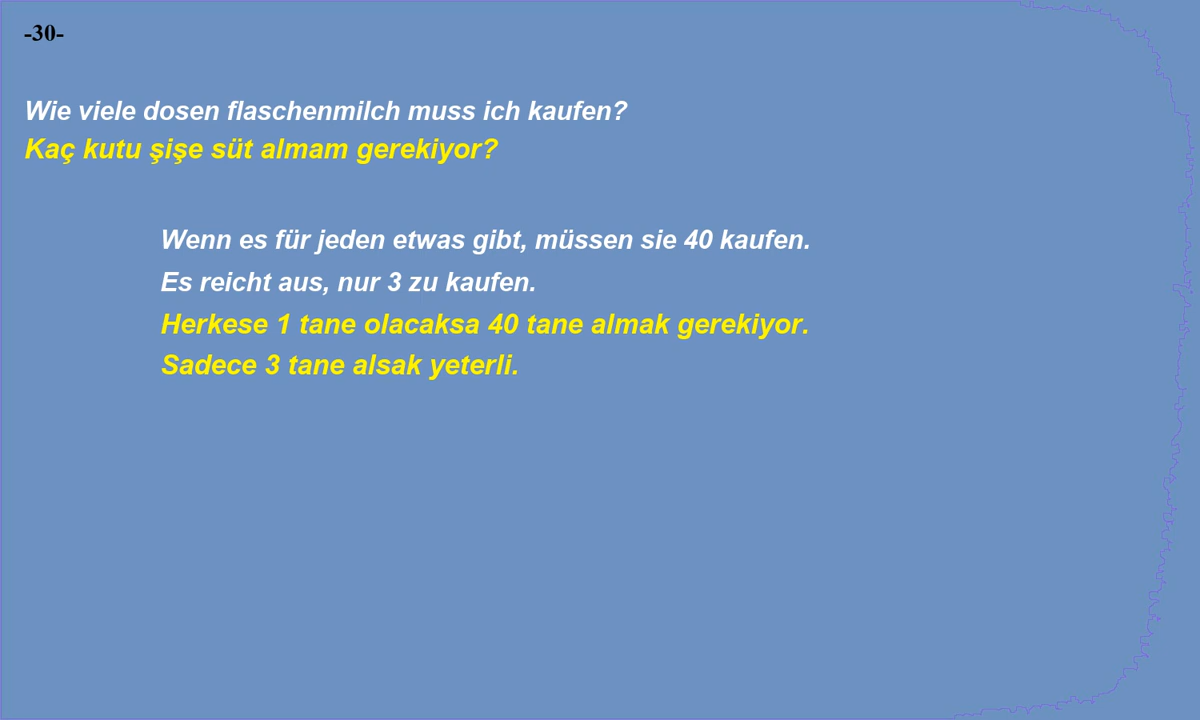 -30-
Wie viele dosen flaschenmilch muss ich kaufen?
Kaç kutu şişe süt almam gerekiyor?
Wenn es für jeden etwas gibt, müssen sie 40 kaufen.
Es reicht aus, nur 3 zu kaufen.
Herkese 1 tane olacaksa 40 tane almak gerekiyor.
Sadece 3 tane alsak yeterli.